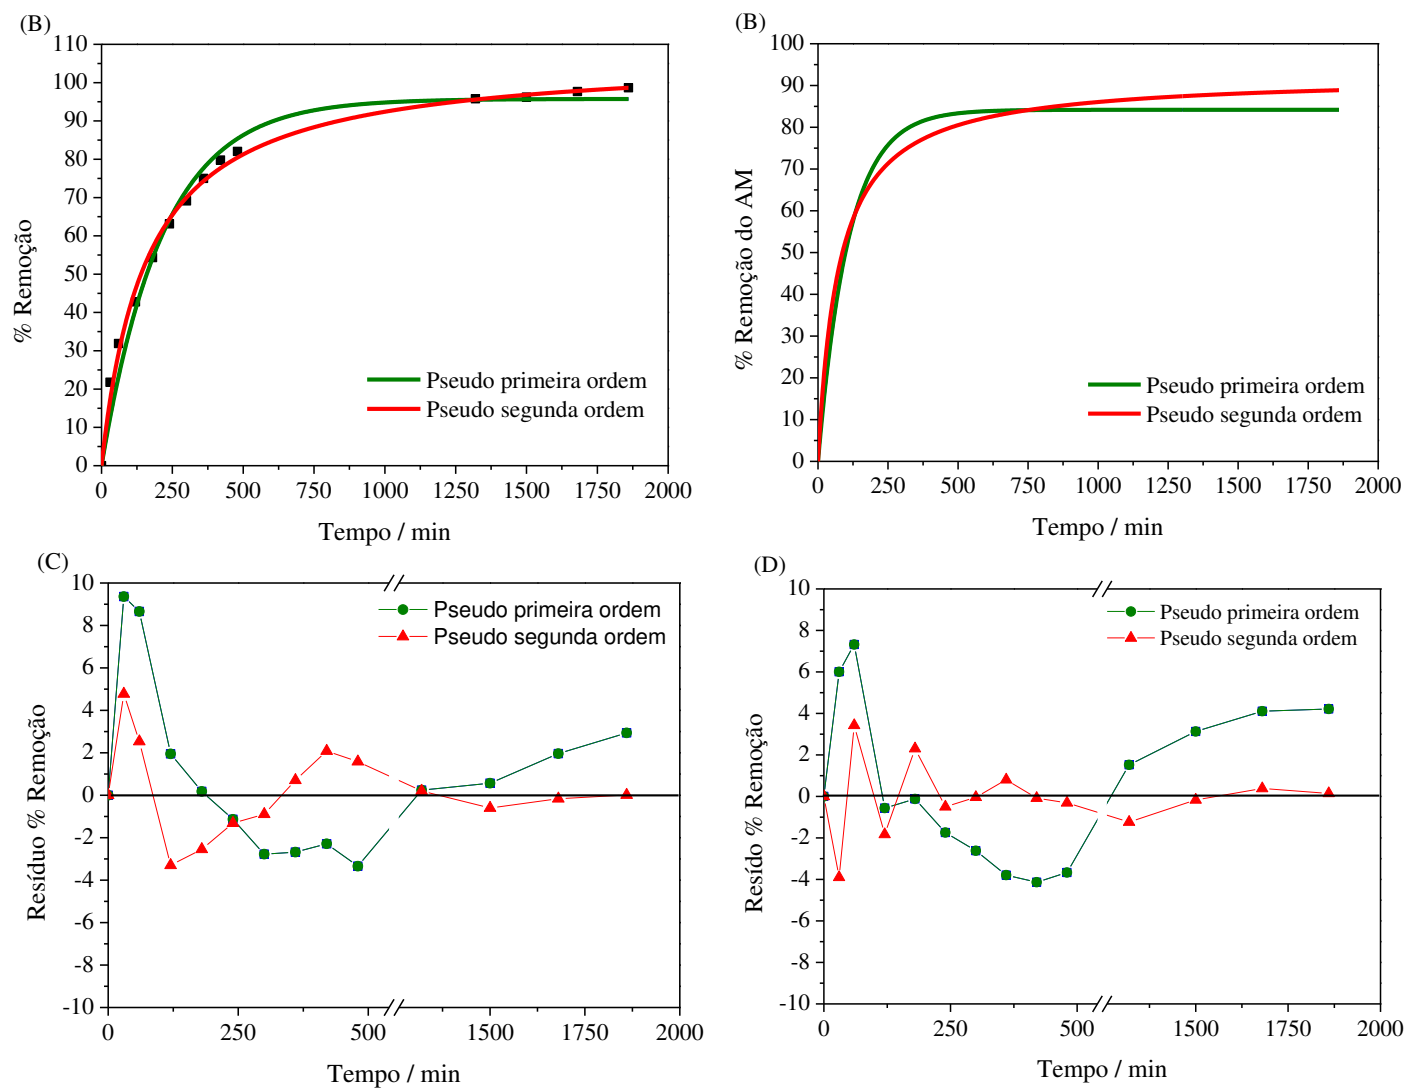 (B)
110
100
90
80
70
60
50
40
30
20
10
0
% Remoção
Pseudo primeira ordem
Pseudo segunda ordem
0 250 500 750 1000 1250 1500 1750 2000
Tempo / min
(B)
100
90
80
70
60
50
40
30
20
10
0
% Remoção do AM
Pseudo primeira ordem
Pseudo segunda ordem
0 250 500 750 1000 1250 1500 1750 2000
Tempo / min
(C)
10
8
6
4
2
0
-2
-4
-6
-8
-10
Resíduo % Remoção
Pseudo primeira ordem
Pseudo segunda ordem
0 250 500 1500 2000
Tempo / min
(D)
10
8
6
4
2
0
-2
-4
-6
-8
-10
Resído % Remoção
Pseudo primeira ordem
Pseudo segunda ordem
0 250 500 1500 2000
Tempo / min